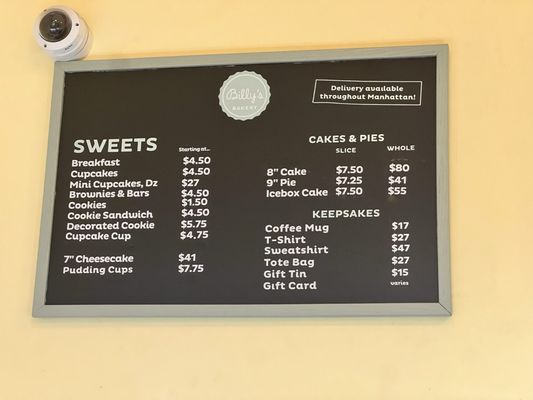 Billy's
BAKERY
Delivery available
throughout Manhattan!
SWEETS Starting at...
Breakfast $4.50
Cupcakes $4.50
Mini Cupcakes, Dz $27
Brownies & Bars $4.50
Cookies $1.50
Cookie Sandwich $4.50
Decorated Cookie $5.75
Cupcake Cup $4.75
7" Cheesecake $41
Pudding Cups $7.75
CAKES & PIES
SLICE WHOLE
8" Cake $7.50 $80
9" Pie $7.25 $41
Icebox Cake $7.50 $55
KEEPSAKES
Coffee Mug $17
T-Shirt $27
Sweatshirt $47
Tote Bag $27
Gift Tin $15
Gift Card varies